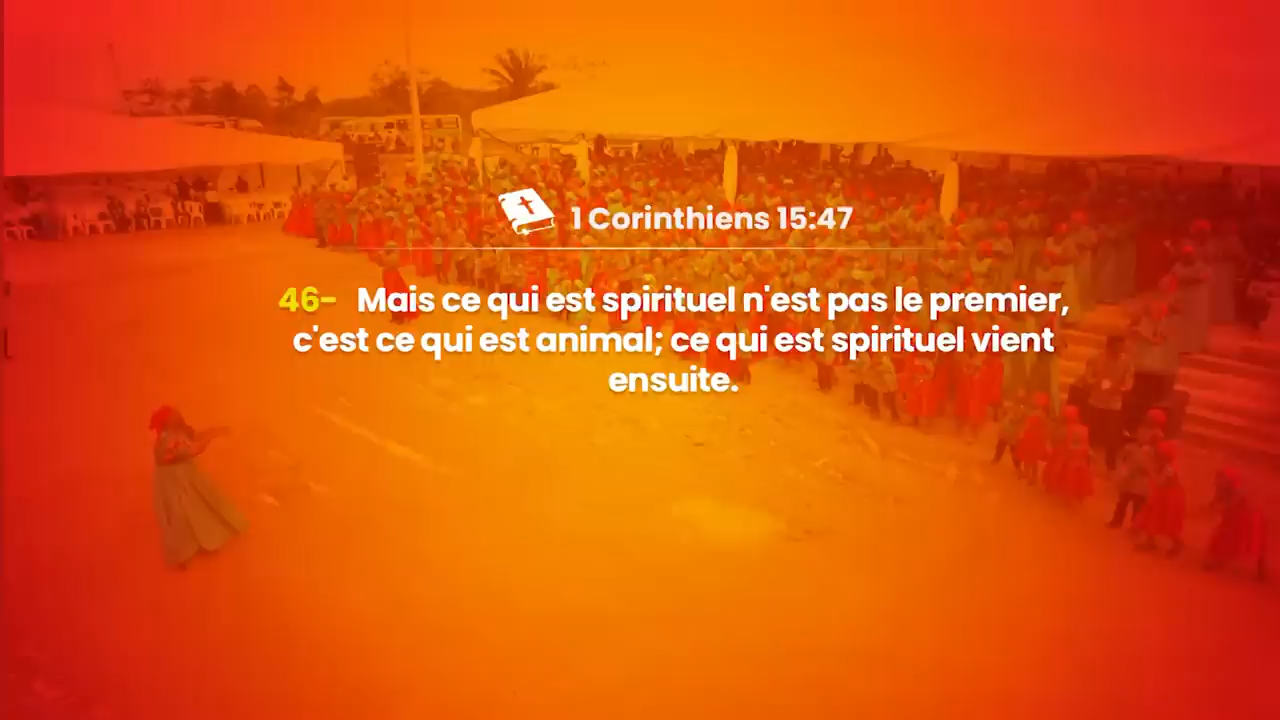 1 Corinthiens 15:47
46- Mais ce qui est spirituel n'est pas le premier,
c'est ce qui est animal; ce qui est spirituel vient
ensuite.